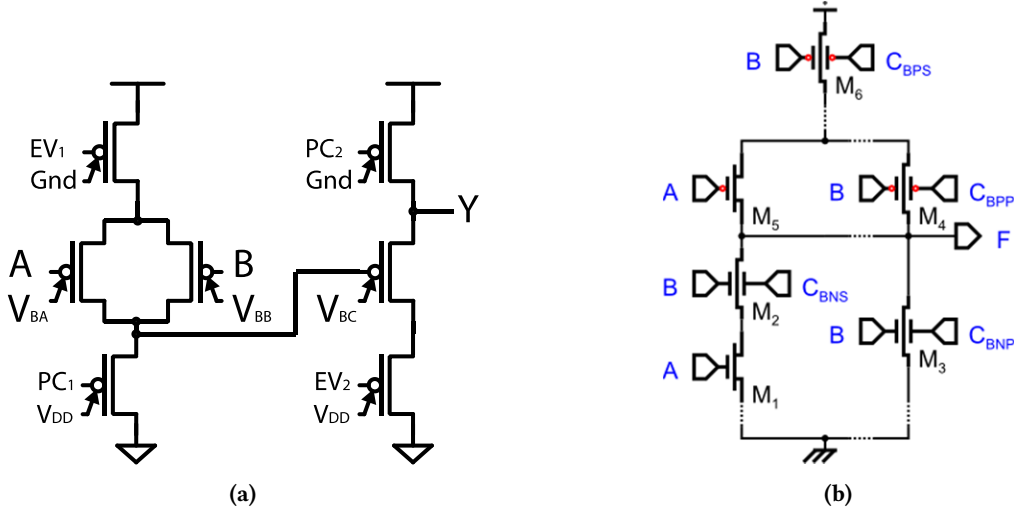 EV1
Gnd
PC2
Gnd
Y
A
VBA
B
VBB
VBC
PC1
VDD
EV2
VDD
(a)
B
CBPS
M6
A
M5
B
CBPP
M4
F
B
CBNS
M2
B
CBNP
M3
A
M1
(b)